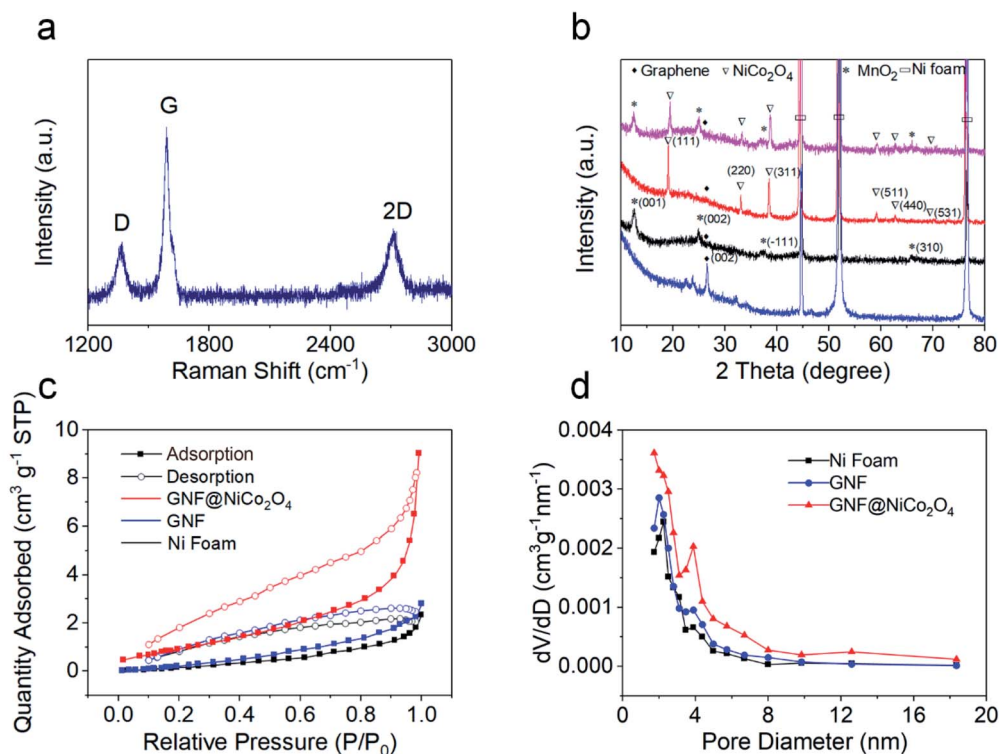 a
Intensity (a.u.)
D
G
2D
1200 1800 2400 3000
Raman Shift (cm⁻¹)
b
Intensity (a.u.)
♦ Graphene ▽ NiCo₂O₄ * MnO₂ ▭ Ni foam
▽(111)
(220)
▽(311)
(511)
(440)
(531)
*(001)
*(002)
*(-111)
*(310)
(002)
10 20 30 40 50 60 70 80
2 Theta (degree)
c
Quantity Adsorbed (cm³ g⁻¹ STP)
10
8
6
4
2
0
Adsorption
Desorption
GNF@NiCo₂O₄
GNF
Ni Foam
0.0 0.2 0.4 0.6 0.8 1.0
Relative Pressure (P/P₀)
d
dV/dD (cm³g⁻¹nm⁻¹)
0.004
0.003
0.002
0.001
0.000
Ni Foam
GNF
GNF@NiCo₂O₄
0 4 8 12 16 20
Pore Diameter (nm)